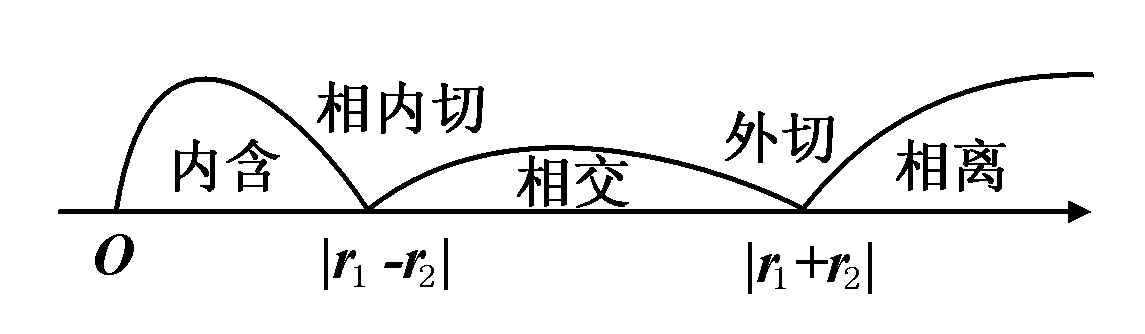 相内切
外切
内含
相交
相离
O
|r₁ -r₂|
|r₁+r₂|